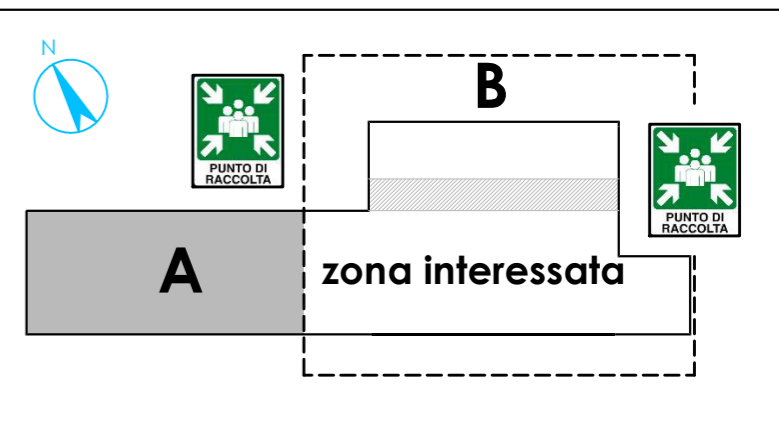 N
B
PUNTO DI
RACCOLTA
PUNTO DI
RACCOLTA
A
zona interessata